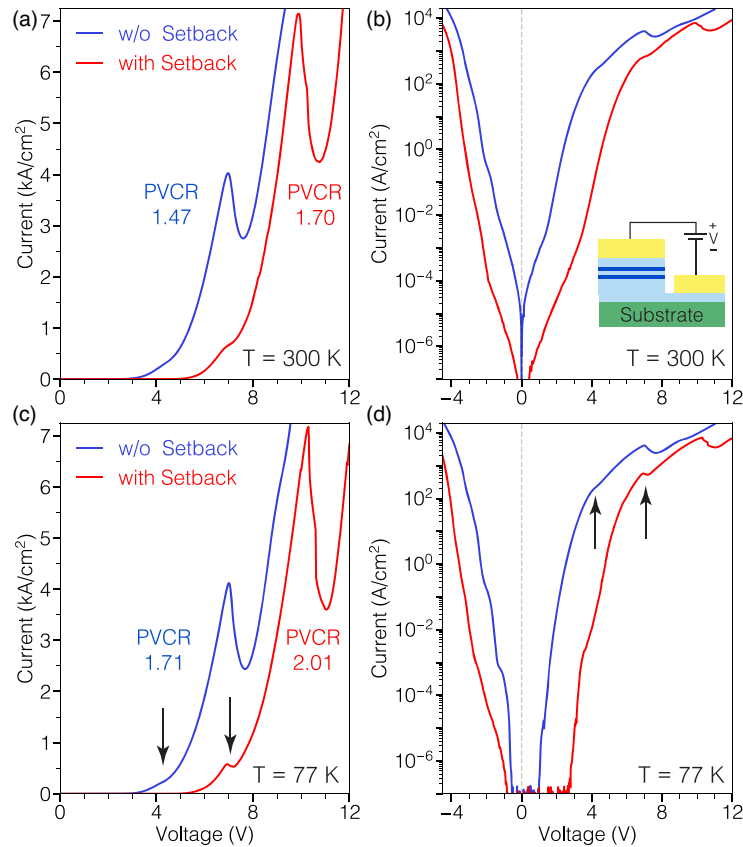 (a)
w/o Setback
with Setback
PVCR
1.47
PVCR
1.70
T = 300 K
Current (kA/cm²)
7
6
5
4
3
2
1
0
0 4 8 12
(b)
Current (A/cm²)
10⁴
10²
10⁰
10⁻²
10⁻⁴
10⁻⁶
+
V
−
Substrate
T = 300 K
−4 0 4 8 12
(c)
w/o Setback
with Setback
PVCR
1.71
PVCR
2.01
T = 77 K
Current (kA/cm²)
7
6
5
4
3
2
1
0
0 4 8 12
Voltage (V)
(d)
Current (A/cm²)
10⁴
10²
10⁰
10⁻²
10⁻⁴
10⁻⁶
T = 77 K
−4 0 4 8 12
Voltage (V)